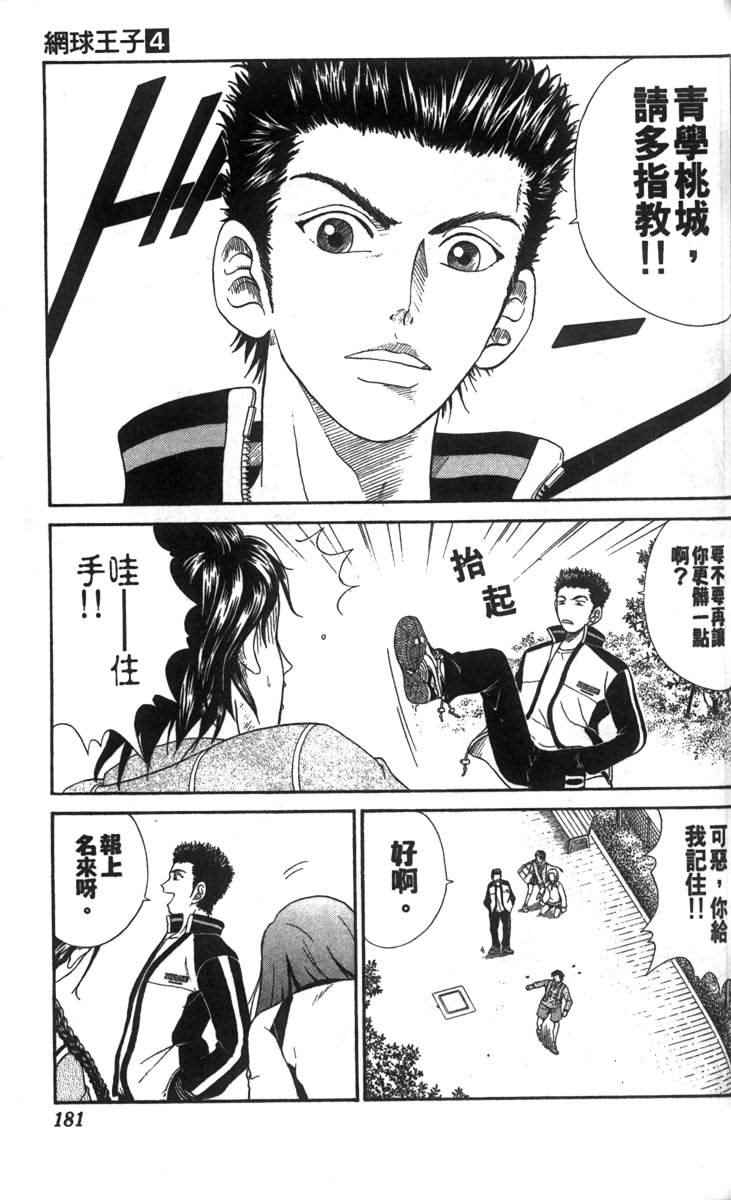 網球王子4
青學桃城，
請多指教!!
要不要再讓
你更髒一點
啊？
抬起
哇——住
手!!
可惡，你給
我記住!!
好啊。
報上
名來呀。
181